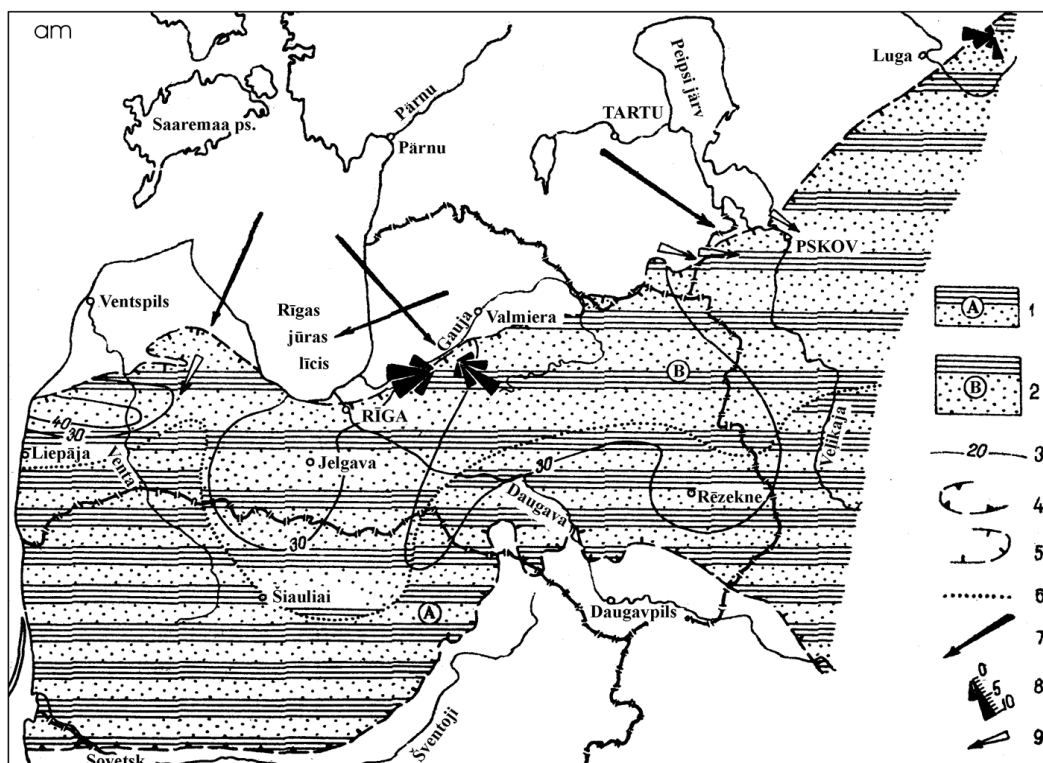 am
Luga
Peipsi järv
Saaremaa ps.
Pärnu
Pärnu
TARTU
PSKOV
Ventspils
Rīgas
jūras
līcis
Gauja
Valmiera
B
RĪGA
40
30
Liepāja
Venta
Jelgava
30
30
Daugava
Rēzekne
Veļikaja
Šiauliai
A
Daugavpils
Šventoji
Sovetsk
A 1
B 2
20 3
4
5
6
7
0
5
10
8
9